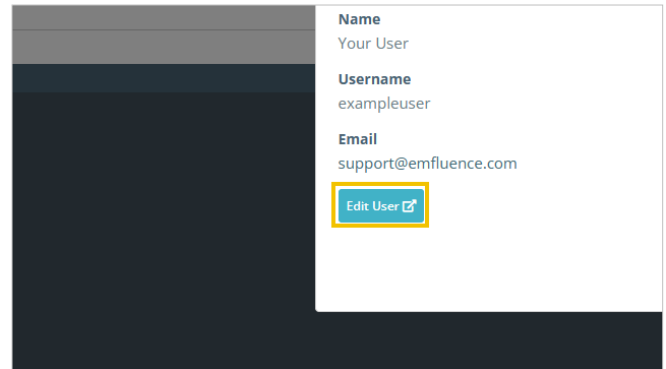 Name
Your User
Username
exampleuser
Email
support@emfluence.com
Edit User